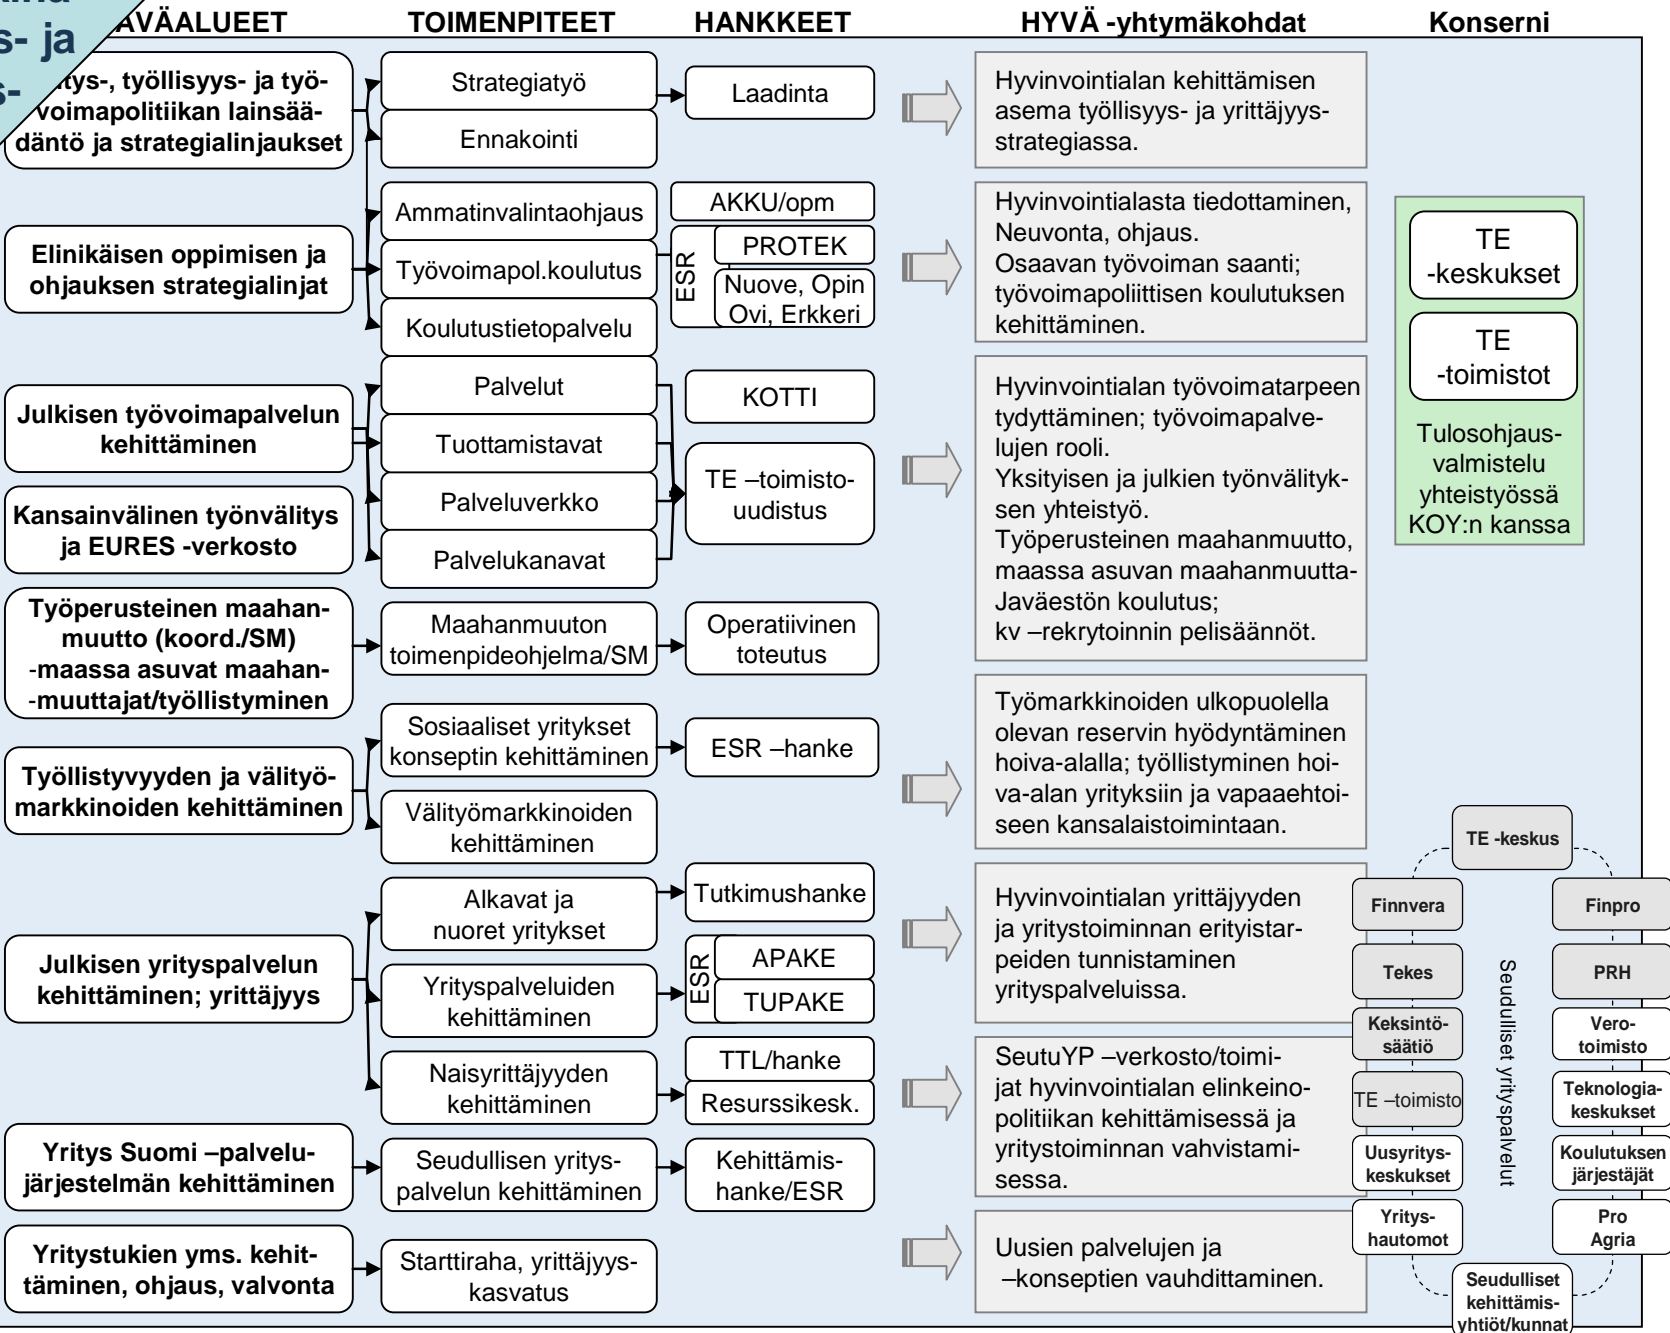 s- ja
s-
TOIMENPITEET
HANKKEET
HYVÄ -yhtymäkohdat
Konserni
työllisyys- ja työ-
voimapolitiikan lainsää-
däntö ja strategialinjaukset
Elinikäisen oppimisen ja
ohjauksen strategialinjat
Julkisen työvoimapalvelun
kehittäminen
Kansainvälinen työnvälitys
ja EURES -verkosto
Työperusteinen maahan-
muutto (koord./SM)
-maassa asuvat maahan-
-muuttajat/työllistyminen
Työllistyvyyden ja välityö-
markkinoiden kehittäminen
Julkisen yrityspalvelun
kehittäminen; yrittäjyys
Yritys Suomi –palvelu-
järjestelmän kehittäminen
Yritystukien yms. kehit-
täminen, ohjaus, valvonta
Strategiatyö
Ennakointi
Ammatinvalintaohjaus
Työvoimapol.koulutus
Koulutustietopalvelu
Palvelut
Tuottamistavat
Palveluverkko
Palvelukanavat
Maahanmuuton
toimenpideohjelma/SM
Sosiaaliset yritykset
konseptin kehittäminen
Välityömarkkinoiden
kehittäminen
Alkavat ja
nuoret yritykset
Yrityspalveluiden
kehittäminen
Naisyrittäjyyden
kehittäminen
Seudullisen yritys-
palvelun kehittäminen
Starttiraha, yrittäjyys-
kasvatus
Laadinta
AKKU/opm
ESR
PROTEK
Nuove, Opin
Ovi, Erkkeri
KOTTI
TE –toimisto-
uudistus
Operatiivinen
toteutus
ESR –hanke
Tutkimushanke
ESR
APAKE
TUPAKE
TTL/hanke
Resurssikesk.
Kehittämis-
hanke/ESR
Hyvinvointialan kehittämisen
asema työllisyys- ja yrittäjyys-
strategiassa.
Hyvinvointialasta tiedottaminen,
Neuvonta, ohjaus.
Osaavan työvoiman saanti;
työvoimapoliittisen koulutuksen
kehittäminen.
Hyvinvointialan työvoimatarpeen
tydyttäminen; työvoimapalve-
lujen rooli.
Yksityisen ja julkien työnvälityk-
sen yhteistyö.
Työperusteinen maahanmuutto,
maassa asuvan maahanmuutta-
Javäestön koulutus;
kv –rekrytoinnin pelisäännöt.
Työmarkkinoiden ulkopuolella
olevan reservin hyödyntäminen
hoiva-alalla; työllistyminen hoi-
va-alan yrityksiin ja vapaaehtoi-
seen kansalaistoimintaan.
Hyvinvointialan yrittäjyyden
ja yritystoiminnan erityistar-
peiden tunnistaminen
yrityspalveluissa.
SeutuYP –verkosto/toimi-
jat hyvinvointialan elinkeino-
politiikan kehittämisessä ja
yritystoiminnan vahvistami-
sessa.
Uusien palvelujen ja
–konseptien vauhdittaminen.
TE
-keskukset
TE
-toimistot
Tulosohjaus-
valmistelu
yhteistyössä
KOY:n kanssa
TE -keskus
Finnvera
Tekes
Keksintö-
säätiö
TE –toimisto
Uusyritys-
keskukset
Yritys-
hautomot
Seudulliset yrityspalvelut
Finpro
PRH
Vero-
toimisto
Teknologia-
keskukset
Koulutuksen
järjestäjät
Pro
Agria
Seudulliset
kehittämis-
yhtiöt/kunnat